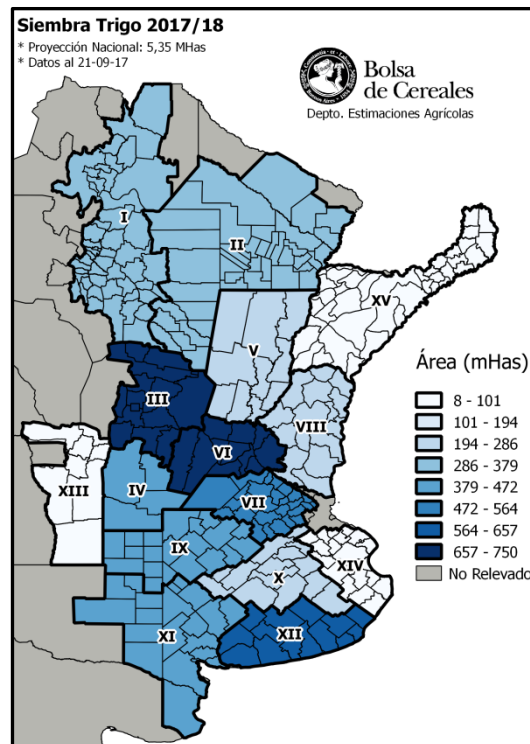 Siembra Trigo 2017/18
* Proyección Nacional: 5,35 MHas
* Datos al 21-09-17
Bolsa
de Cereales
Depto. Estimaciones Agrícolas
I
II
XV
V
III
VIII
VI
XIII
IV
VII
IX
X
XIV
XI
XII
Área (mHas)
8 - 101
101 - 194
194 - 286
286 - 379
379 - 472
472 - 564
564 - 657
657 - 750
No Relevado